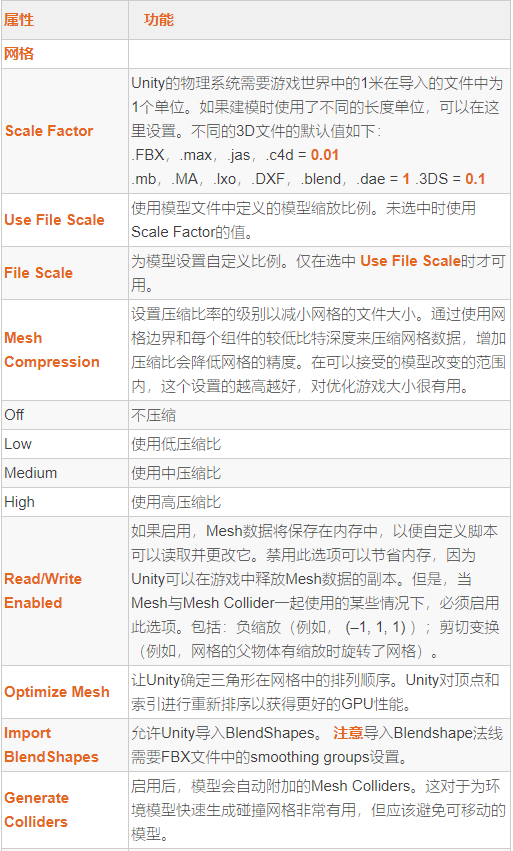 属性 功能
网格
Scale Factor
Unity的物理系统需要游戏世界中的1米在导入的文件中为
1个单位。如果建模时使用了不同的长度单位，可以在这
里设置。不同的3D文件的默认值如下：
.FBX，.max，.jas，.c4d = 0.01
.mb，.MA，.lxo，.DXF，.blend，.dae = 1 .3DS = 0.1
Use File Scale
使用模型文件中定义的模型缩放比例。未选中时使用
Scale Factor的值。
File Scale
为模型设置自定义比例。仅在选中 Use File Scale时才可
用。
Mesh
Compression
设置压缩比率的级别以减小网格的文件大小。通过使用网
格边界和每个组件的较低比特深度来压缩网格数据，增加
压缩比会降低网格的精度。在可以接受的模型改变的范围
内，这个设置的越高越好，对优化游戏大小很有用。
Off 不压缩
Low 使用低压缩比
Medium 使用中压缩比
High 使用高压缩比
Read/Write
Enabled
如果启用，Mesh数据将保存在内存中，以便自定义脚本
可以读取并更改它。禁用此选项可以节省内存，因为
Unity可以在游戏中释放Mesh数据的副本。但是，当
Mesh与Mesh Collider一起使用的某些情况下，必须启用
此选项。包括：负缩放（例如， (–1, 1, 1) ）；剪切变换
（例如，网格的父物体有缩放时旋转了网格）。
Optimize Mesh
让Unity确定三角形在网格中的排列顺序。Unity对顶点和
索引进行重新排序以获得更好的GPU性能。
Import
BlendShapes
允许Unity导入BlendShapes。 注意导入Blendshape法线
需要FBX文件中的smoothing groups设置。
Generate
Colliders
启用后，模型会自动附加的Mesh Colliders。这对于为环
境模型快速生成碰撞网格非常有用，但应该避免可移动的
模型。